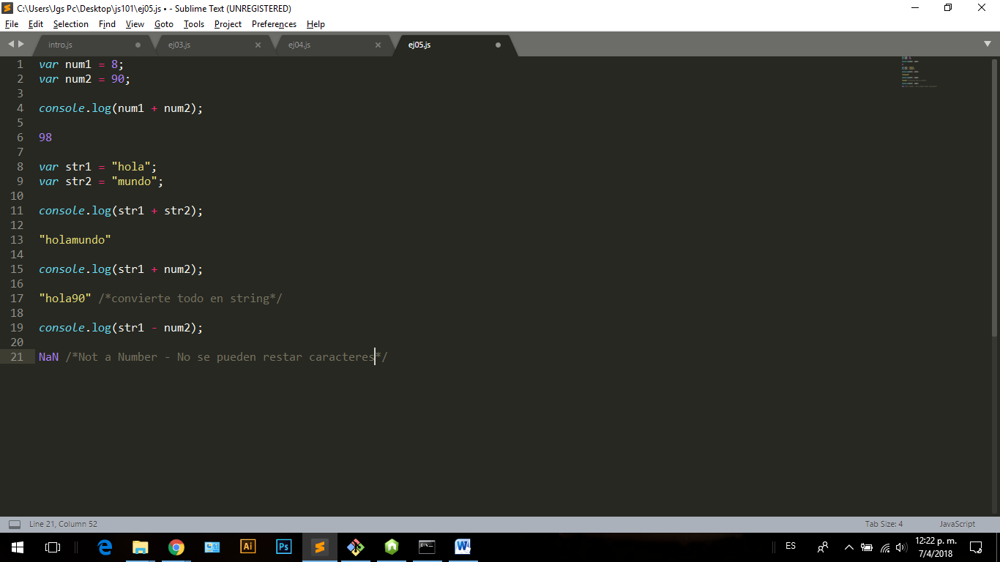 C:\Users\Jgs Pc\Desktop\js101\ej05.js • - Sublime Text (UNREGISTERED)
File Edit Selection Find View Goto Tools Project Preferences Help
intro.js ej03.js ej04.js ej05.js
1 var num1 = 8;
2 var num2 = 90;
3
4 console.log(num1 + num2);
5
6 98
7
8 var str1 = "hola";
9 var str2 = "mundo";
10
11 console.log(str1 + str2);
12
13 "holamundo"
14
15 console.log(str1 + num2);
16
17 "hola90" /*convierte todo en string*/
18
19 console.log(str1 - num2);
20
21 NaN /*Not a Number - No se pueden restar caracteres*/
Line 21, Column 52 Tab Size: 4 JavaScript
Ai Ps ES 12:22 p. m.
7/4/2018